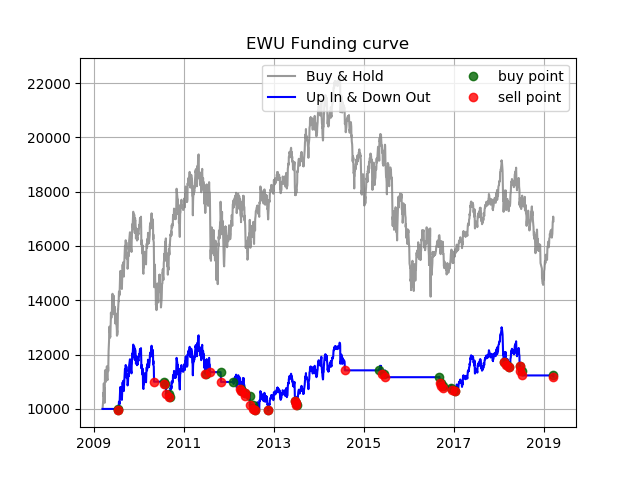 EWU Funding curve
Buy & Hold
Up In & Down Out
buy point
sell point
22000
20000
18000
16000
14000
12000
10000
2009
2011
2013
2015
2017
2019